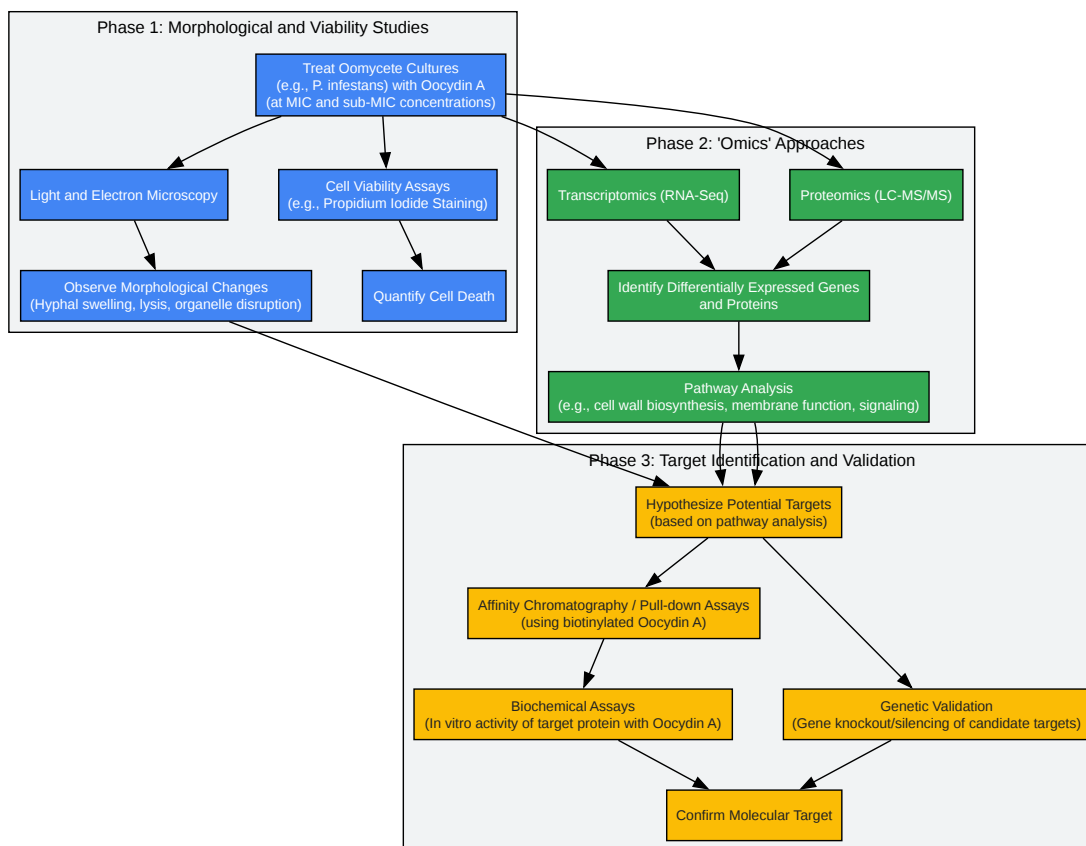 Phase 1: Morphological and Viability Studies
Treat Oomycete Cultures
(e.g., P. infestans) with Oocydin A
(at MIC and sub-MIC concentrations)
Light and Electron Microscopy
Cell Viability Assays
(e.g., Propidium Iodide Staining)
Observe Morphological Changes
(Hyphal swelling, lysis, organelle disruption)
Quantify Cell Death
Phase 2: 'Omics' Approaches
Transcriptomics (RNA-Seq)
Proteomics (LC-MS/MS)
Identify Differentially Expressed Genes
and Proteins
Pathway Analysis
(e.g., cell wall biosynthesis, membrane function, signaling)
Phase 3: Target Identification and Validation
Hypothesize Potential Targets
(based on pathway analysis)
Affinity Chromatography / Pull-down Assays
(using biotinylated Oocydin A)
Biochemical Assays
(In vitro activity of target protein with Oocydin A)
Genetic Validation
(Gene knockout/silencing of candidate targets)
Confirm Molecular Target